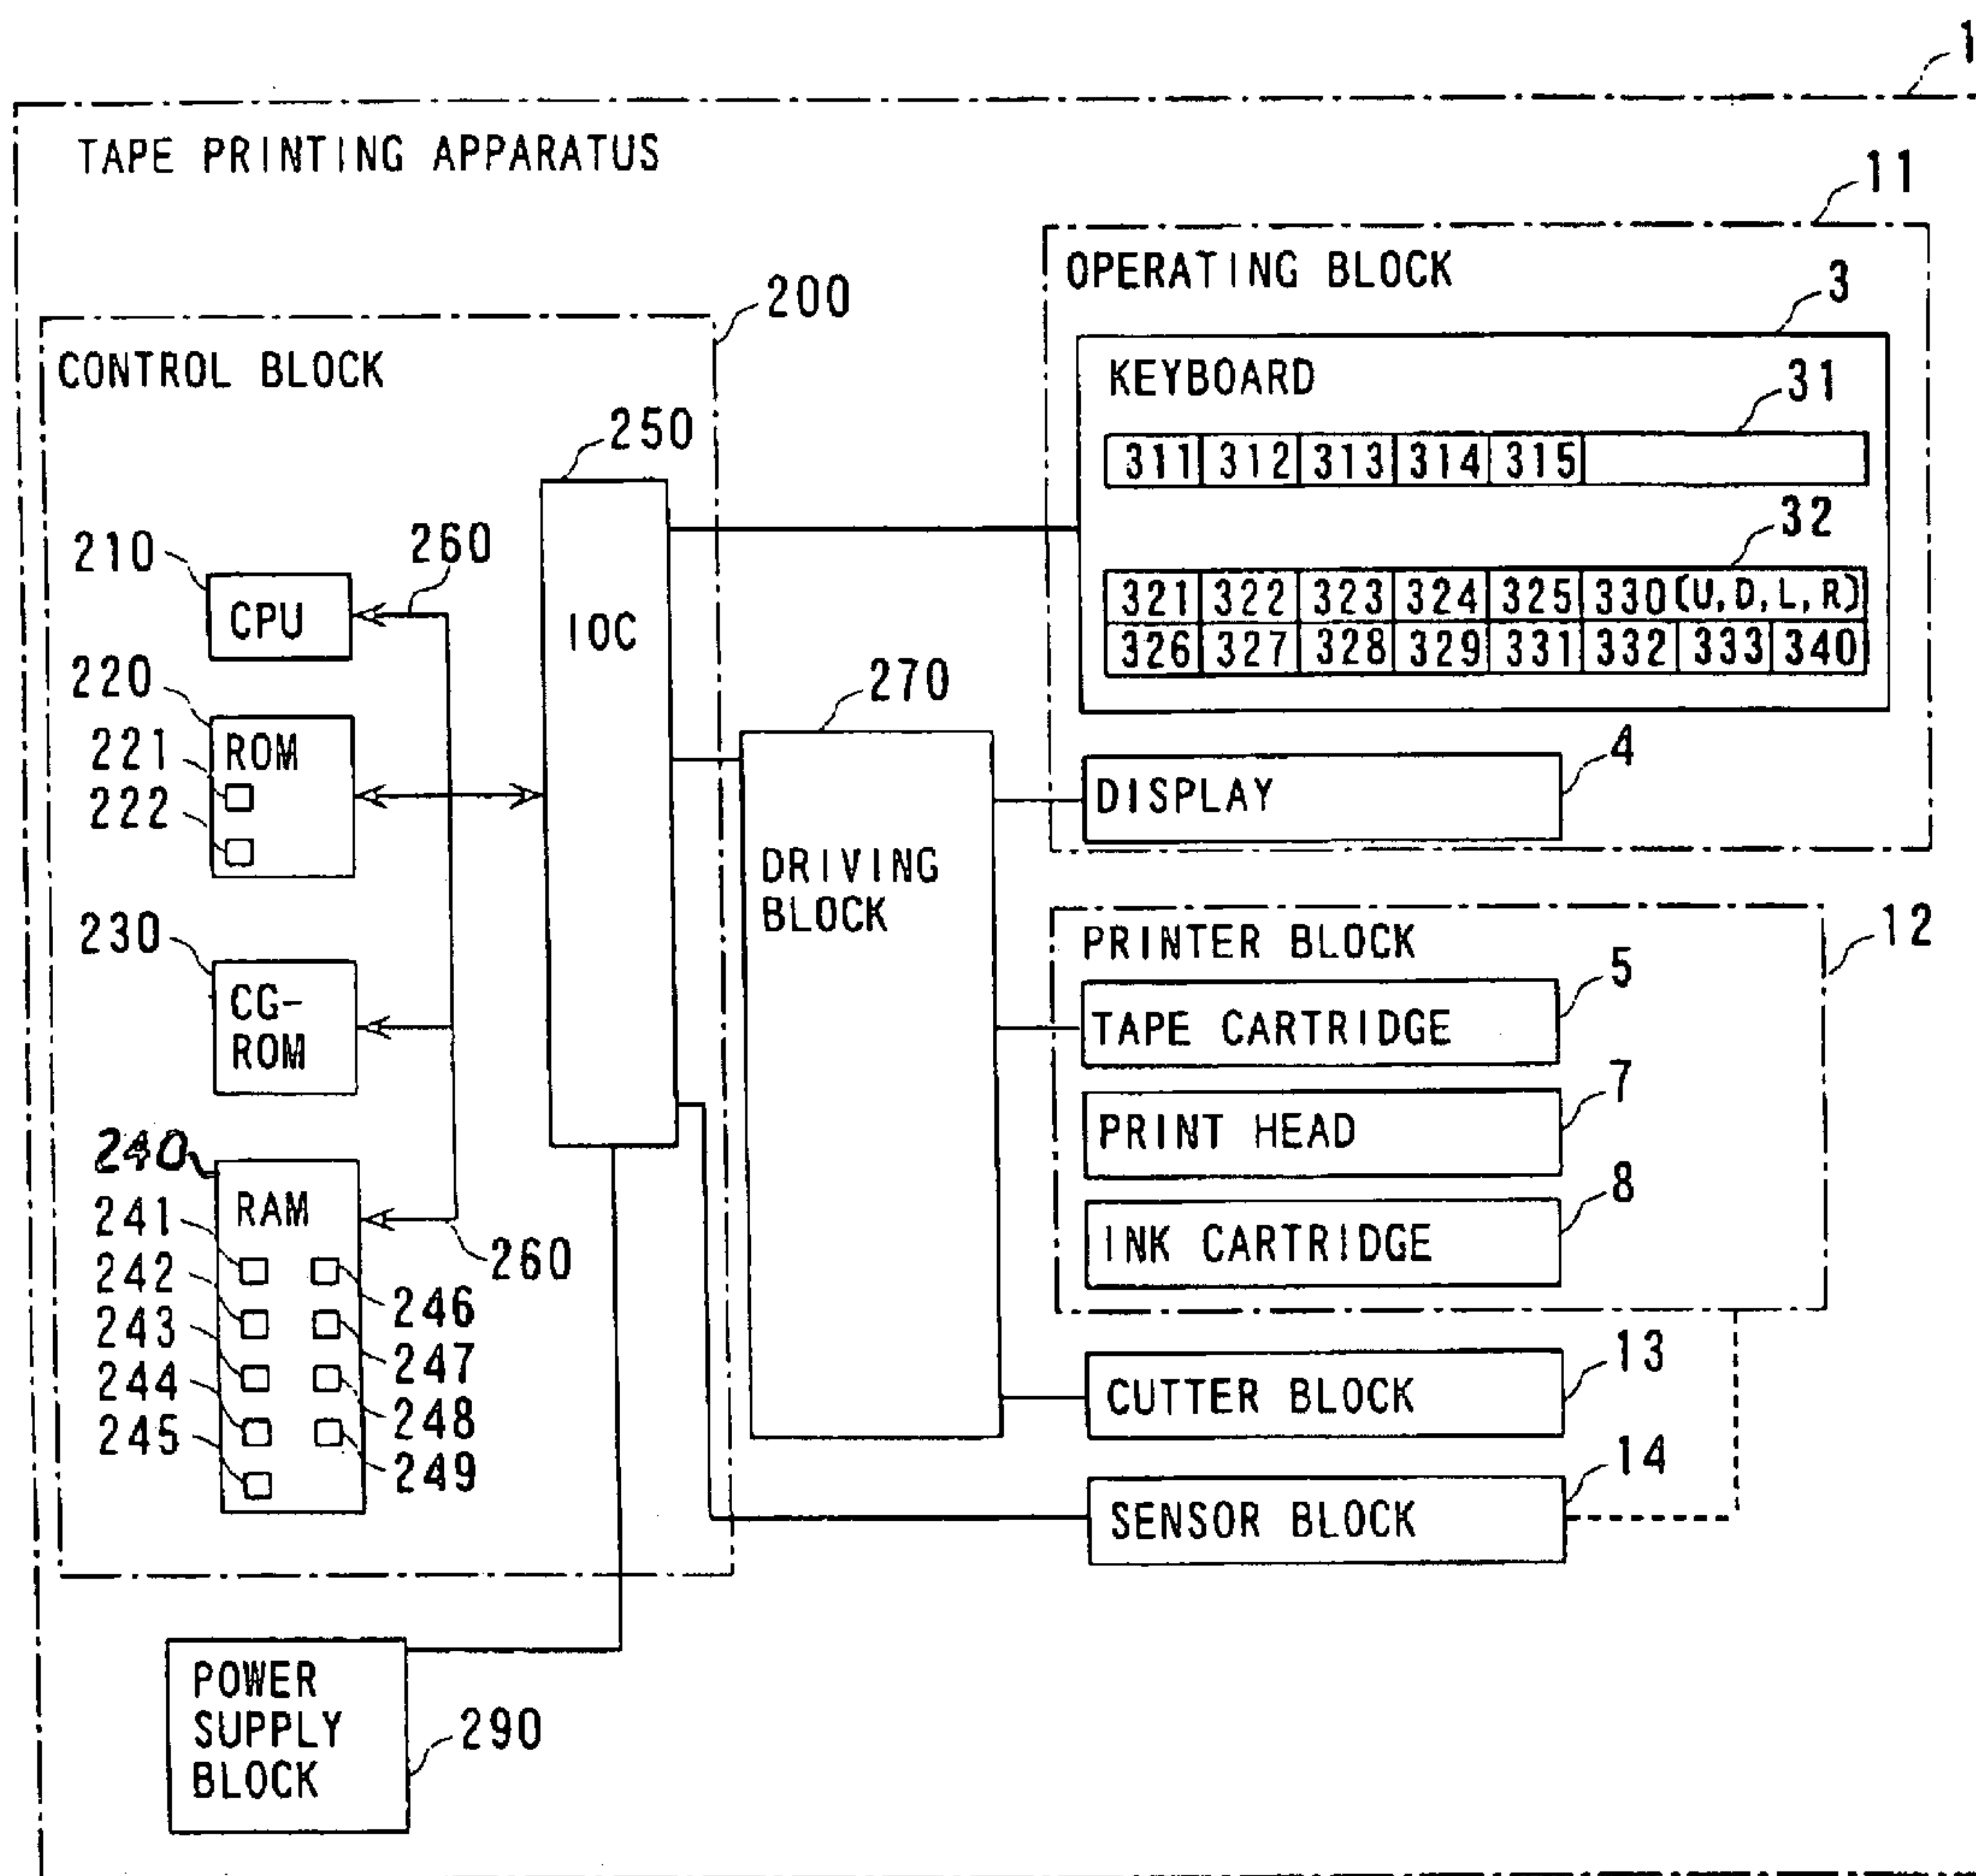 1
TAPE PRINTING APPARATUS
11
OPERATING BLOCK
3
KEYBOARD
31
311 312 313 314 315
32
321 322 323 324 325 330(U, D, L, R)
326 327 328 329 331 332 333 340
4
DISPLAY
200
CONTROL BLOCK
250
IOC
210
CPU
260
220
ROM
221
222
230
CG-
ROM
240
RAM
241
242
243
244
245
246
247
248
249
260
270
DRIVING
BLOCK
12
PRINTER BLOCK
5
TAPE CARTRIDGE
7
PRINT HEAD
8
INK CARTRIDGE
13
CUTTER BLOCK
14
SENSOR BLOCK
POWER
SUPPLY
BLOCK
290